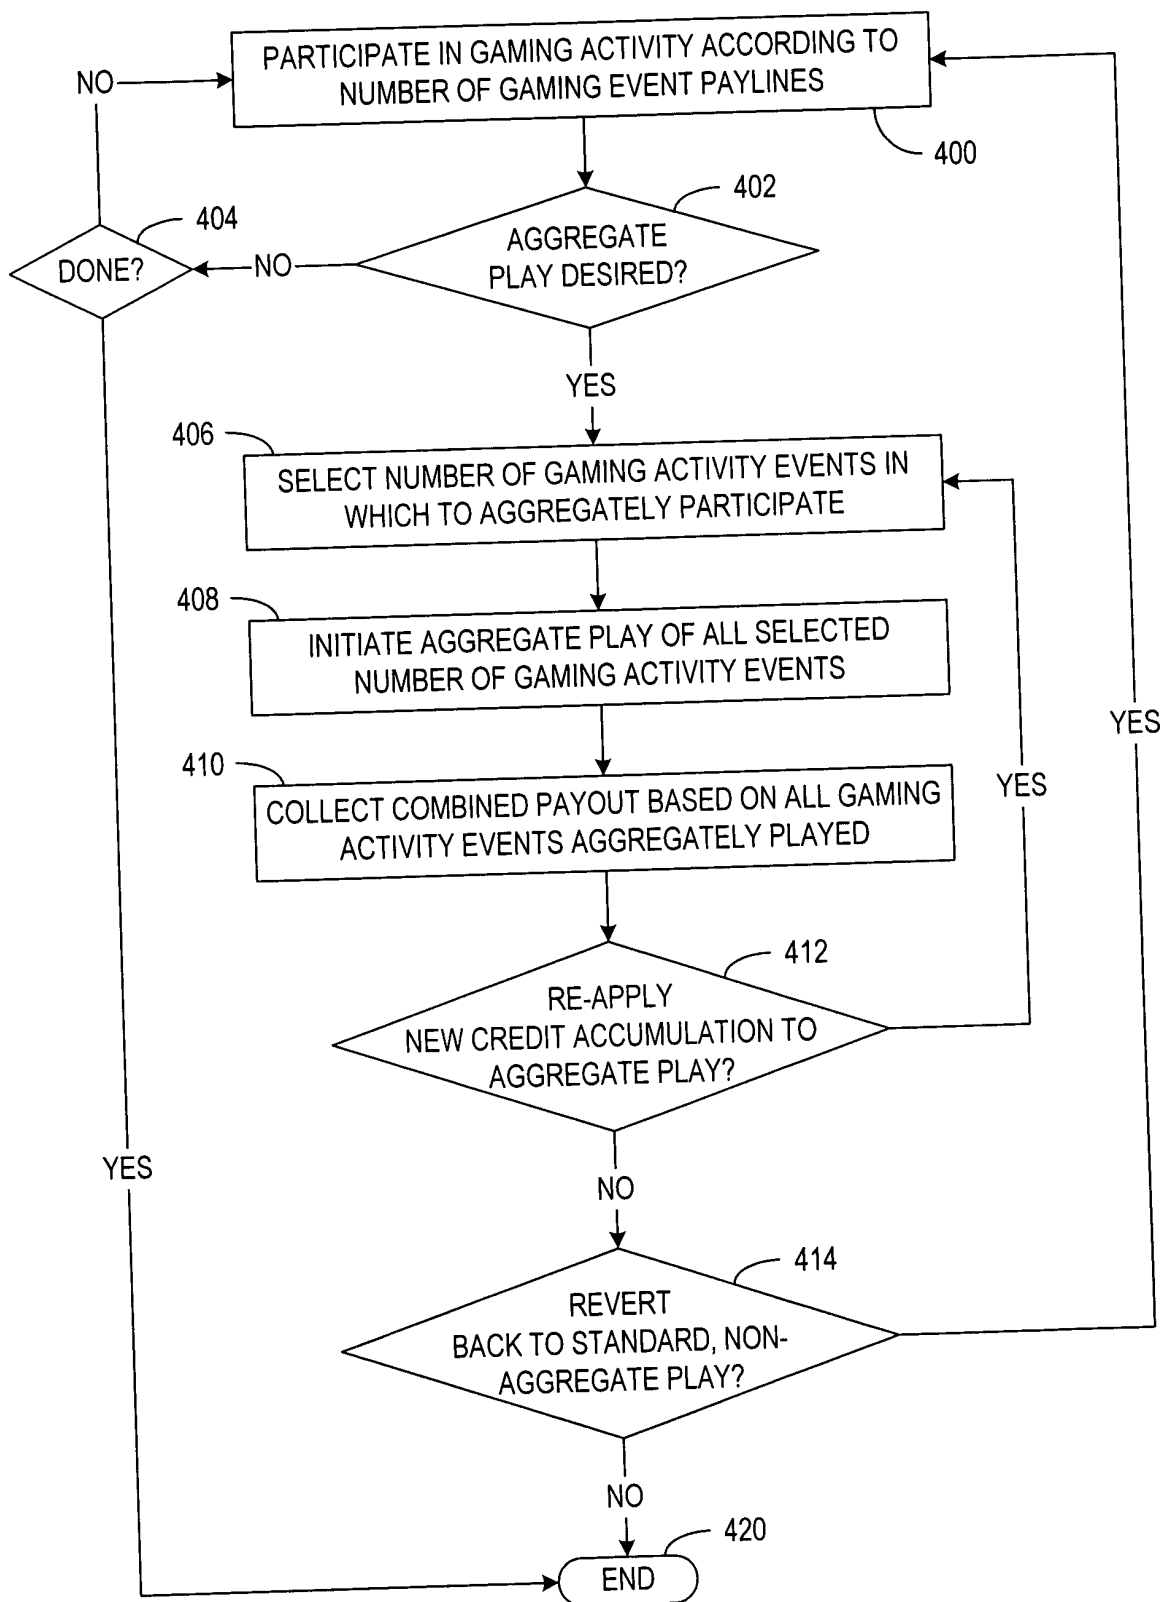 PARTICIPATE IN GAMING ACTIVITY ACCORDING TO
NUMBER OF GAMING EVENT PAYLINES
NO
400
402
404
AGGREGATE
PLAY DESIRED?
DONE?
NO
YES
406
SELECT NUMBER OF GAMING ACTIVITY EVENTS IN
WHICH TO AGGREGATELY PARTICIPATE
408
INITIATE AGGREGATE PLAY OF ALL SELECTED
NUMBER OF GAMING ACTIVITY EVENTS
YES
410
YES
COLLECT COMBINED PAYOUT BASED ON ALL GAMING
ACTIVITY EVENTS AGGREGATELY PLAYED
412
RE-APPLY
NEW CREDIT ACCUMULATION TO
AGGREGATE PLAY?
YES
NO
414
REVERT
BACK TO STANDARD, NON-
AGGREGATE PLAY?
NO
420
END